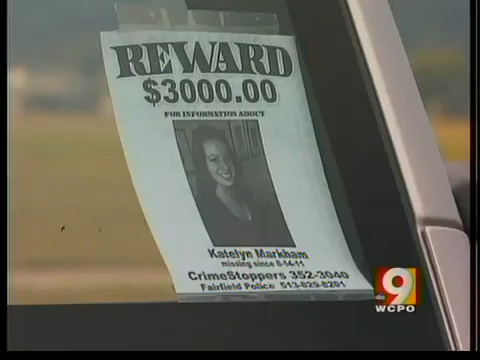 REWARD
$3000.00
FOR INFORMATION ABOUT
Katelyn Markham
missing since 8-14-11
CrimeStoppers 352-3040
Fairfield Police 513-829-8201
abc 9
WCPO